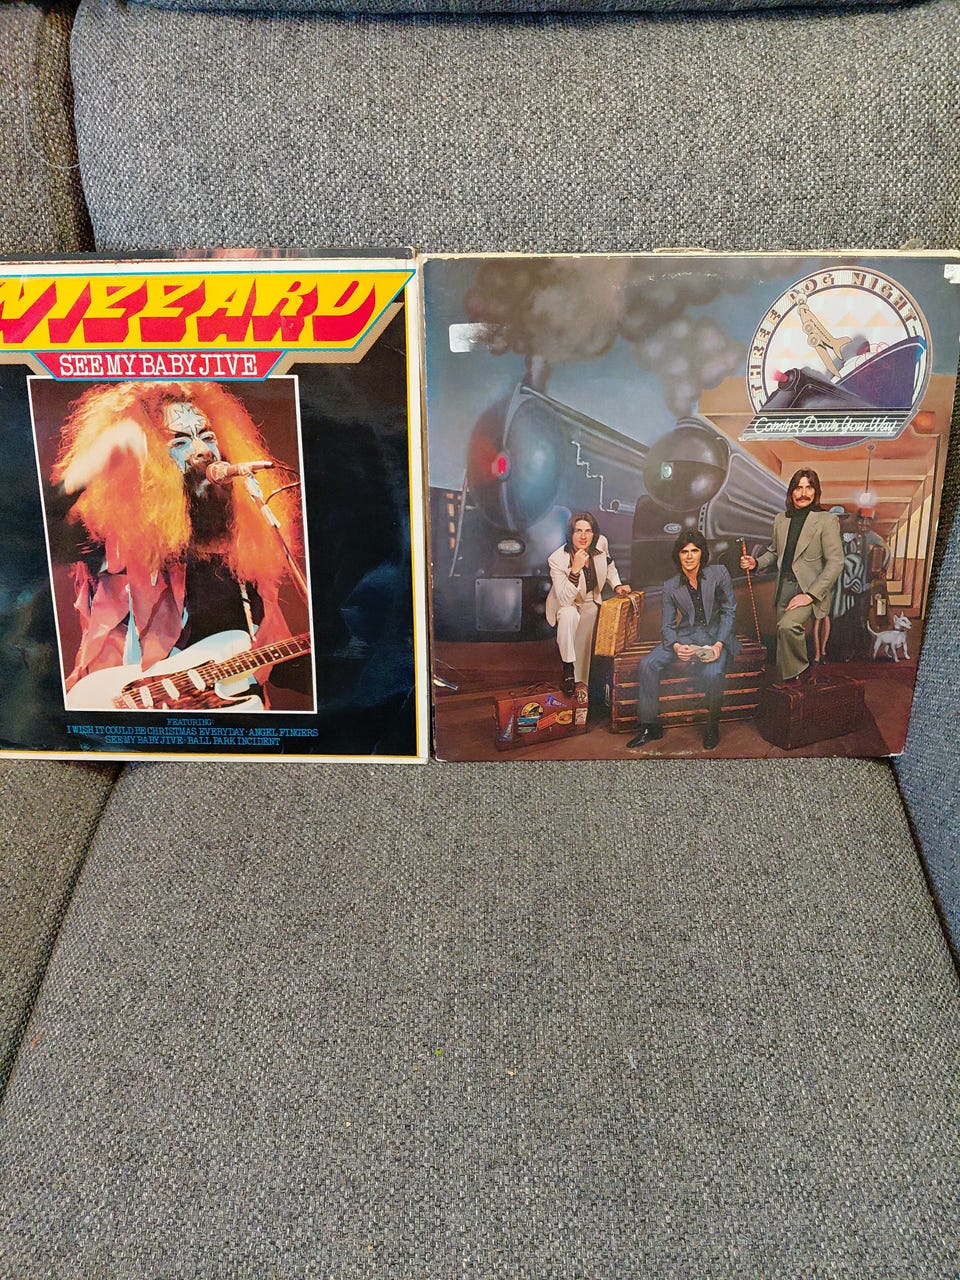 WIZZARD
SEE MY BABY JIVE
FEATURING:
I WISH IT COULD BE CHRISTMAS EVERYDAY · ANGEL FINGERS
SEE MY BABY JIVE · BALL PARK INCIDENT
THREE DOG NIGHT
Coming Down Your Way